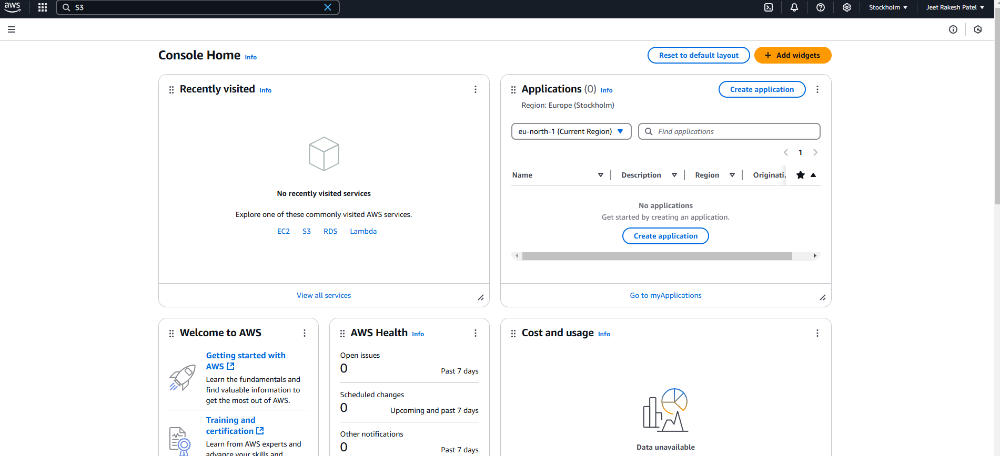 aws
S3
Stockholm
Jeet Rakesh Patel
Console Home Info
Reset to default layout
Add widgets
Recently visited Info
No recently visited services
Explore one of these commonly visited AWS services.
EC2 S3 RDS Lambda
View all services
Applications (0) Info
Create application
Region: Europe (Stockholm)
eu-north-1 (Current Region)
Find applications
1
Name Description Region Originati.
No applications
Get started by creating an application.
Create application
Go to myApplications
Welcome to AWS
Getting started with
AWS
Learn the fundamentals and
find valuable information to
get the most out of AWS.
Training and
certification
Learn from AWS experts and
advance your skills and
AWS Health Info
Open issues
0
Past 7 days
Scheduled changes
0
Upcoming and past 7 days
Other notifications
0
Past 7 days
Cost and usage Info
Data unavailable